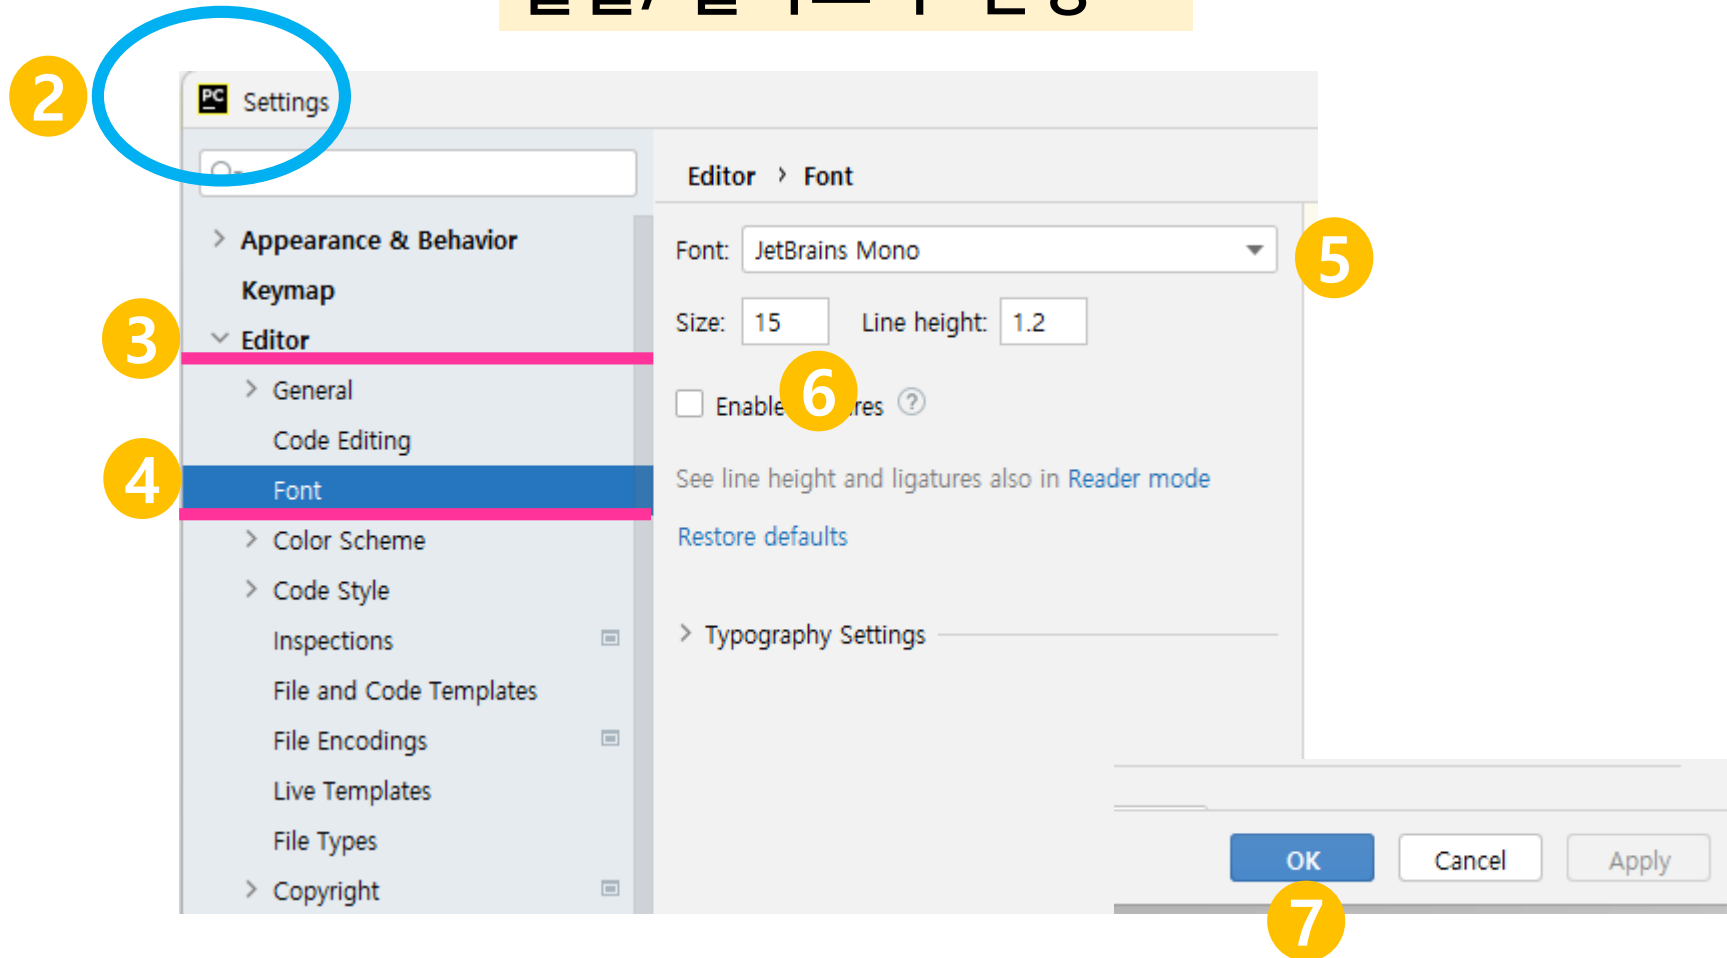 2
PC Settings
Editor > Font
Appearance & Behavior
Font: JetBrains Mono
5
Keymap
Size: 15 Line height: 1.2
3
Editor
General
6
Enable res ?
Code Editing
4
Font
See line height and ligatures also in Reader mode
Restore defaults
Color Scheme
Code Style
Inspections
Typography Settings
File and Code Templates
File Encodings
Live Templates
File Types
Copyright
OK Cancel Apply
7